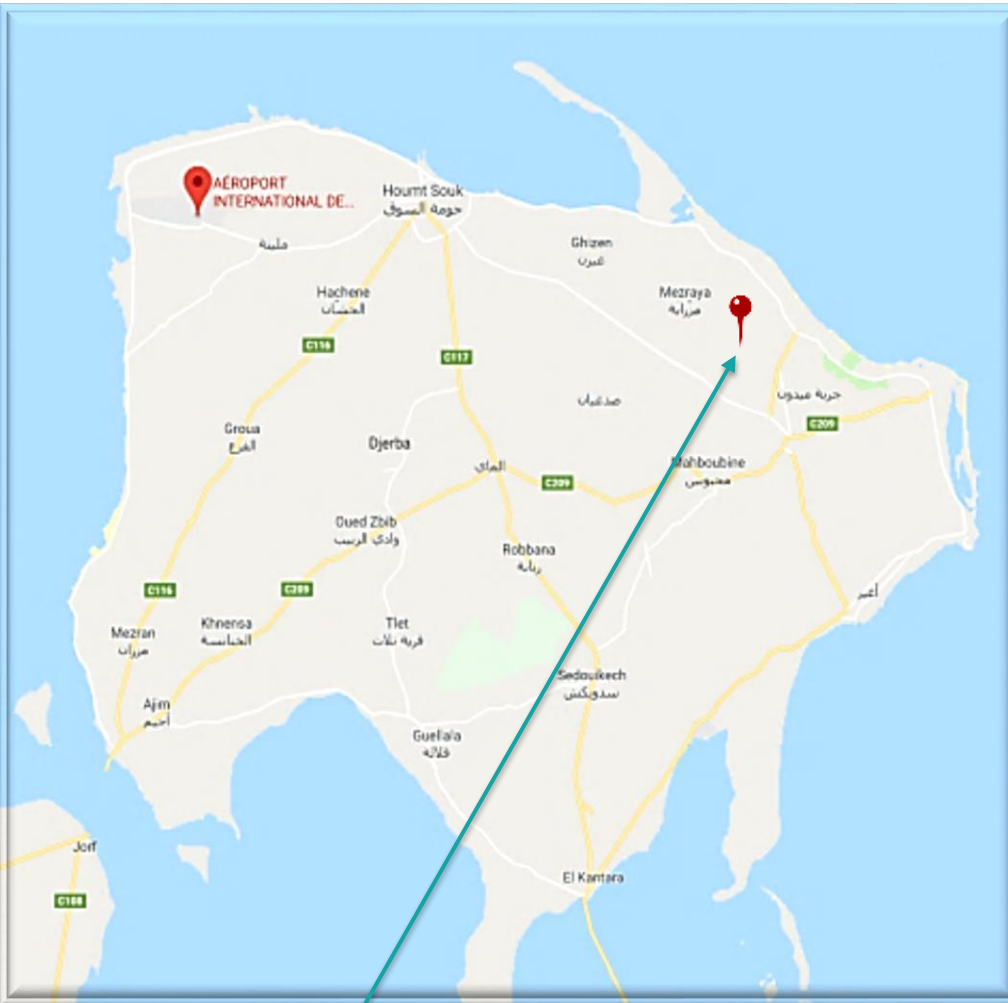 AÉROPORT
INTERNATIONAL DE...
Houmt Souk
حومة السوق
مليتة
Ghizen
غيزن
Hachene
الحشان
Mezraya
مزراية
C116
C117
صدغيان
جربة ميدون
C209
Groua
القرع
Djerba
الماي
Mahboubine
محبوبين
C209
Oued Zbib
وادي الزبيب
Robbana
ربانة
C116
C209
أغير
Mezran
مزران
Khnensa
الخنانسة
Tlet
قرية تلات
Sedouikech
سدويكش
Ajim
أجيم
Guellala
قلالة
Jorf
El Kantara
C108